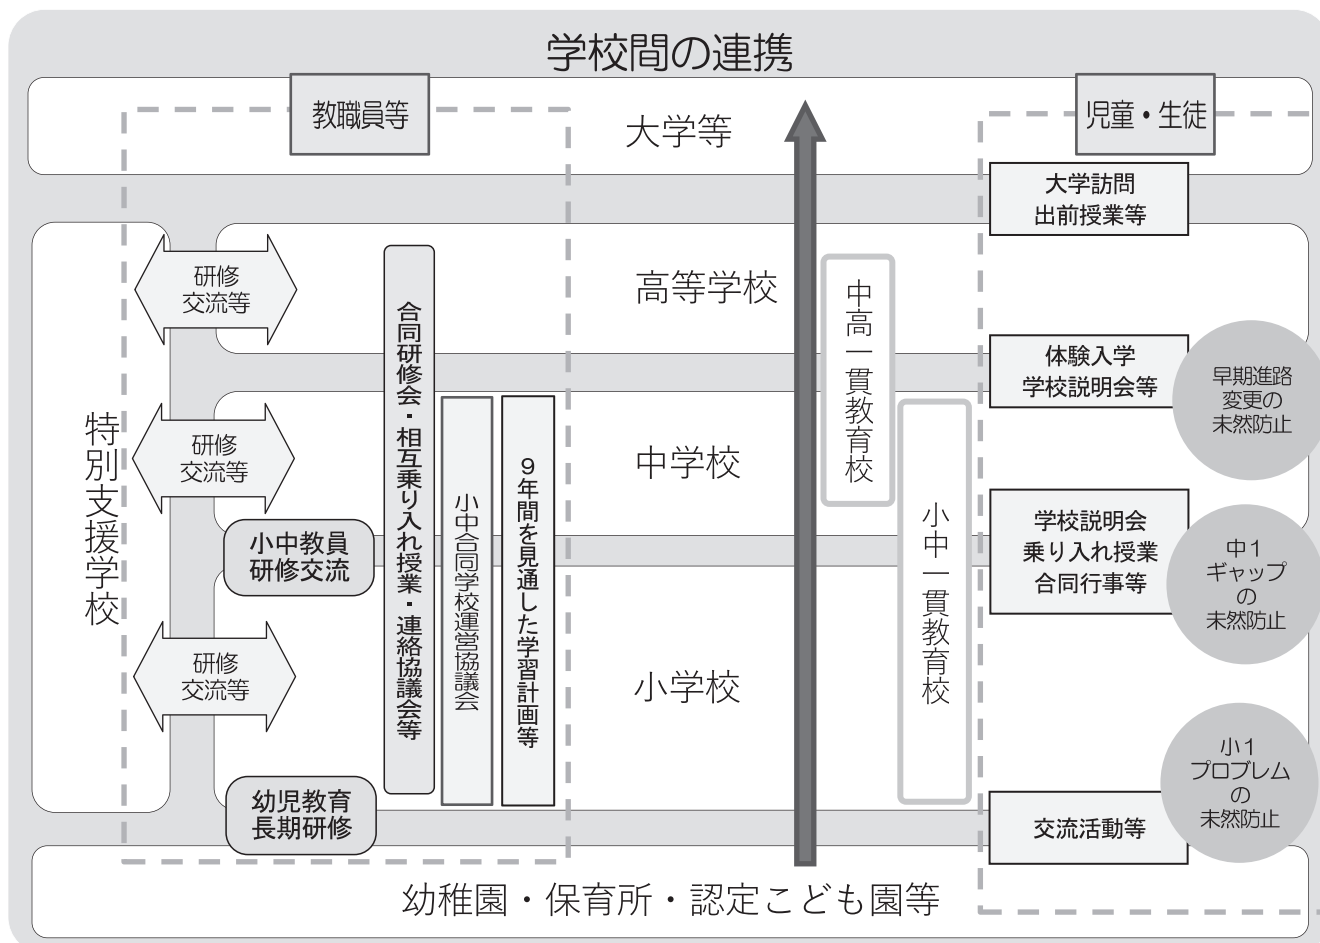 学校間の連携
教職員等
児童・生徒
大学等
大学訪問
出前授業等
研修
交流等
高等学校
中高一貫教育校
合同研修会・相互乗り入れ授業・連絡協議会等
体験入学
学校説明会等
早期進路
変更の
未然防止
特別支援学校
研修
交流等
中学校
小中合同学校運営協議会
9年間を見通した学習計画等
小中一貫教育校
小中教員
研修交流
学校説明会
乗り入れ授業
合同行事等
中1
ギャップ
の
未然防止
研修
交流等
小学校
小1
プロブレム
の
未然防止
幼児教育
長期研修
交流活動等
幼稚園・保育所・認定こども園等